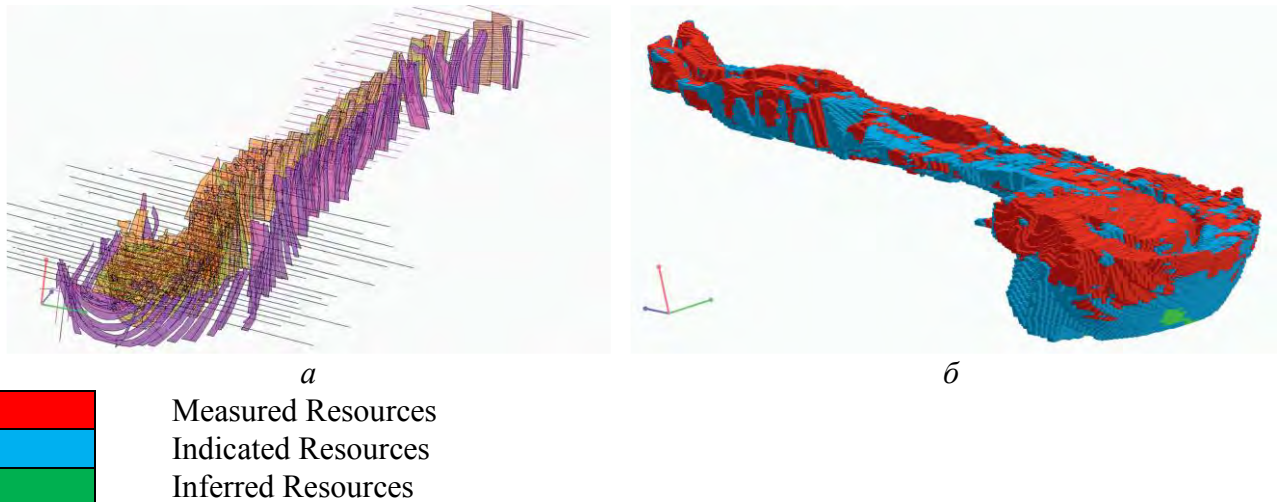 а
б
Measured Resources
Indicated Resources
Inferred Resources